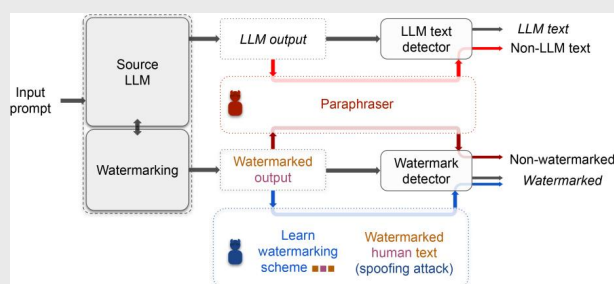 Input
prompt
Source
LLM
Watermarking
LLM output
LLM text
detector
LLM text
Non-LLM text
Paraphraser
Watermarked
output
Watermark
detector
Non-watermarked
Watermarked
Learn
watermarking
scheme
Watermarked
human text
(spoofing attack)